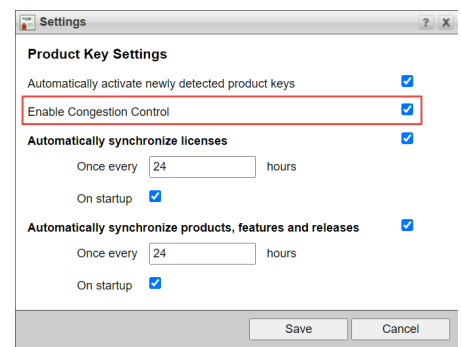 Settings
? X
Product Key Settings
Automatically activate newly detected product keys
Enable Congestion Control
Automatically synchronize licenses
Once every 24 hours
On startup
Automatically synchronize products, features and releases
Once every 24 hours
On startup
Save Cancel